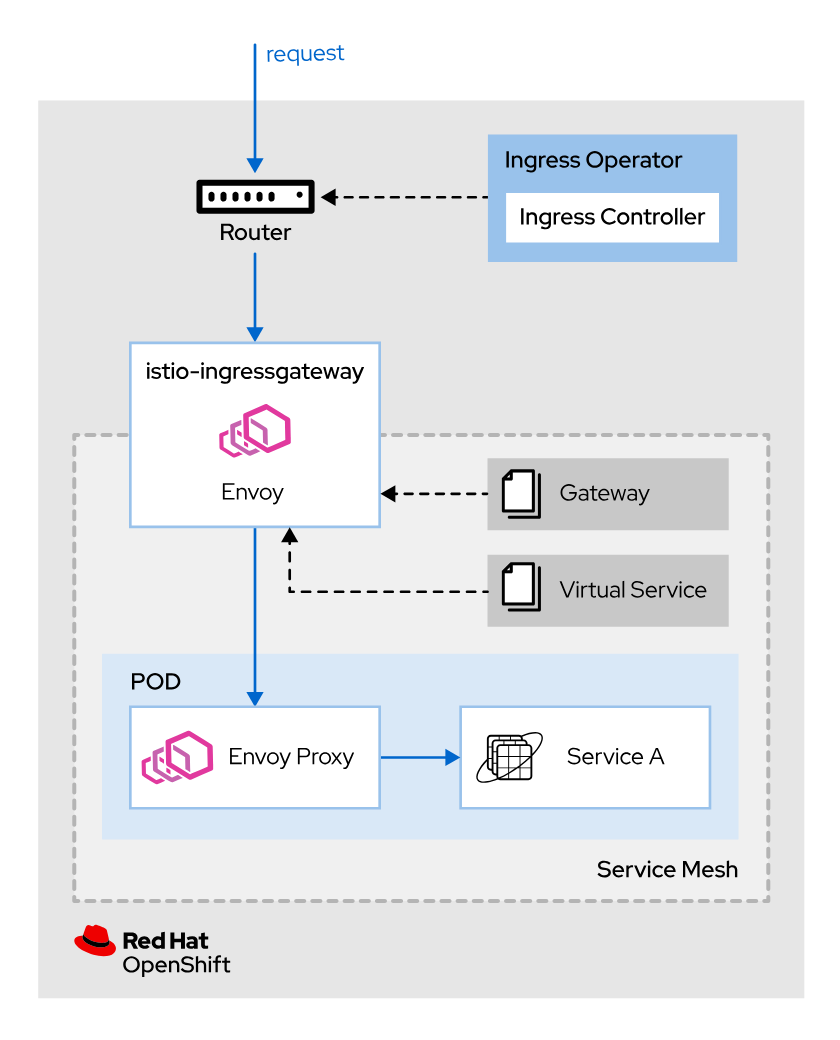 request
Ingress Operator
Ingress Controller
Router
istio-ingressgateway
Envoy
Gateway
Virtual Service
POD
Envoy Proxy
Service A
Service Mesh
Red Hat
OpenShift